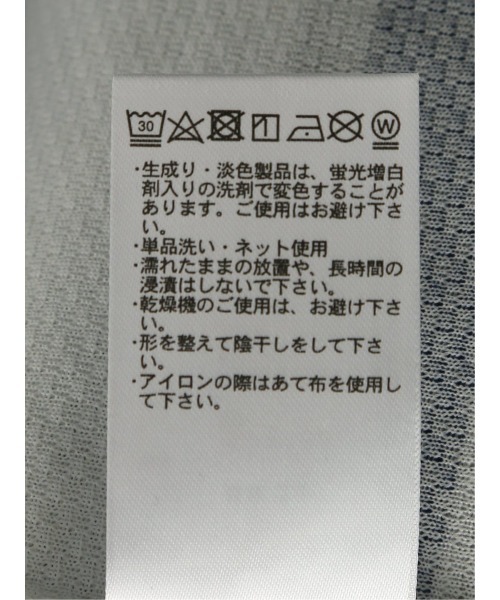 30 W
・生成り・淡色製品は、蛍光増白
剤入りの洗剤で変色することが
あります。ご使用はお避け下さ
い。
・単品洗い・ネット使用
・濡れたままの放置や、長時間の
浸漬はしないで下さい。
・乾燥機のご使用は、お避け下さ
い。
・形を整えて陰干しをして下さ
い。
・アイロンの際はあて布を使用し
て下さい。